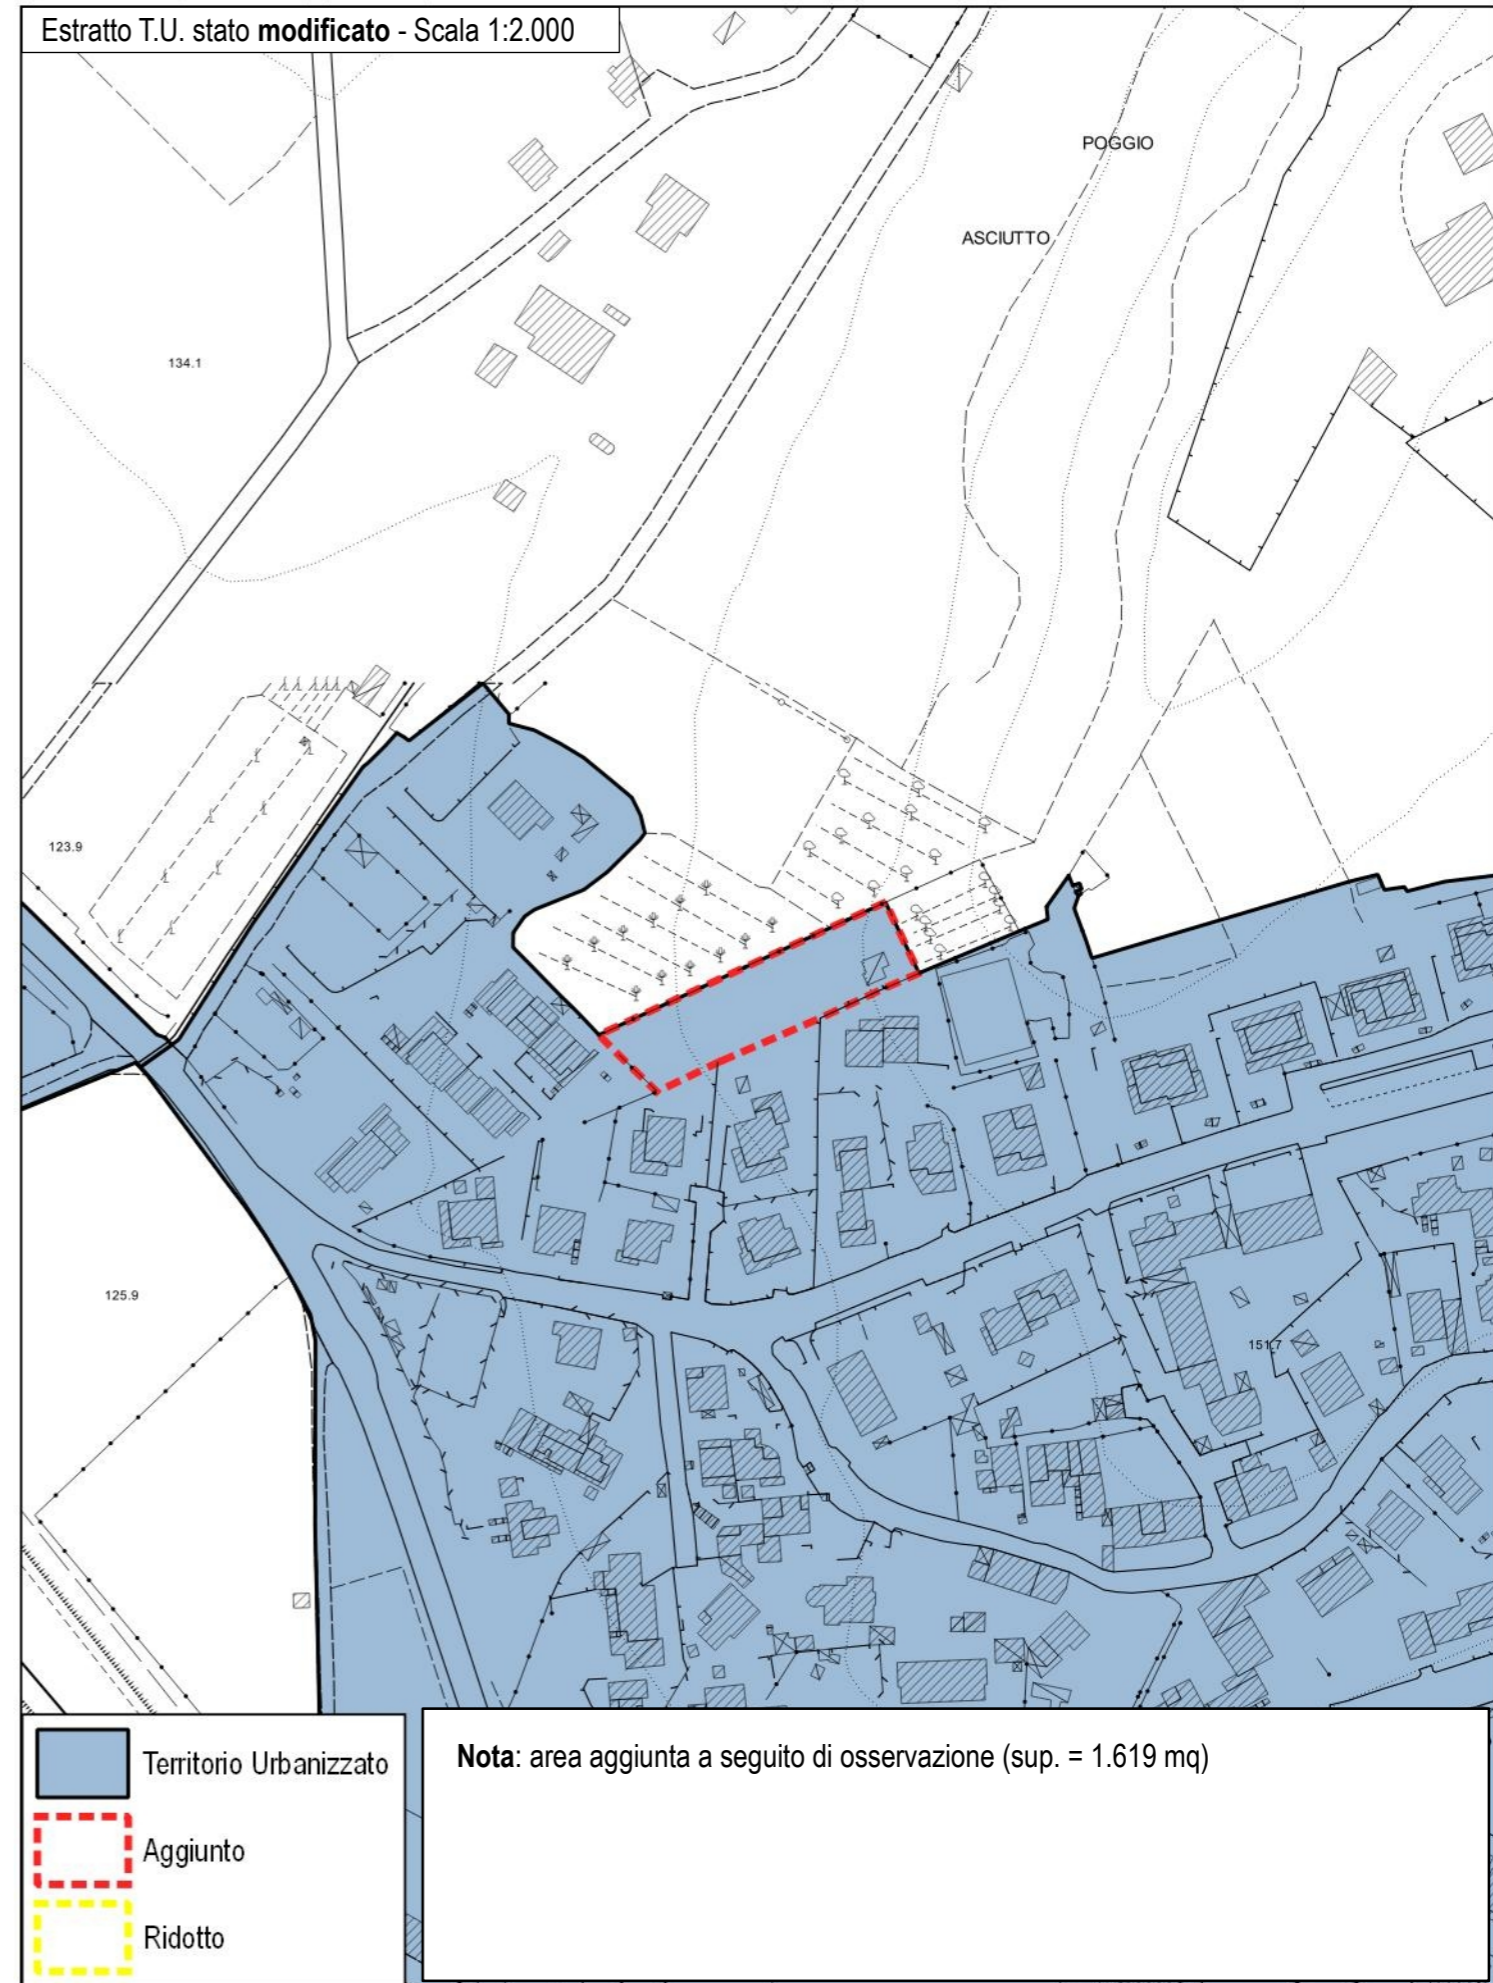 Estratto T.U. stato modificato - Scala 1:2.000
POGGIO
ASCIUTTO
134.1
123.9
125.9
151.7
Territorio Urbanizzato
Aggiunto
Ridotto
Nota: area aggiunta a seguito di osservazione (sup. = 1.619 mq)